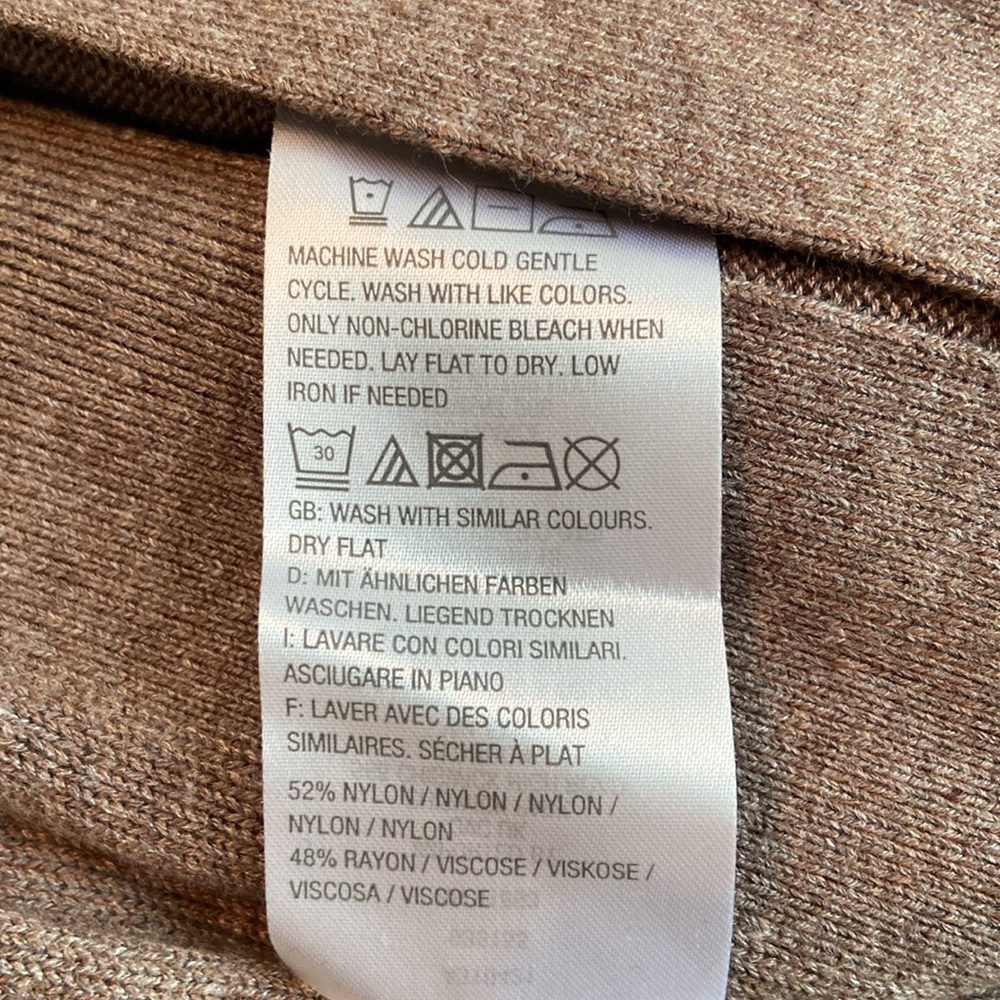 MACHINE WASH COLD GENTLE
CYCLE. WASH WITH LIKE COLORS.
ONLY NON-CHLORINE BLEACH WHEN
NEEDED. LAY FLAT TO DRY. LOW
IRON IF NEEDED
30
GB: WASH WITH SIMILAR COLOURS.
DRY FLAT
D: MIT ÄHNLICHEN FARBEN
WASCHEN. LIEGEND TROCKNEN
I: LAVARE CON COLORI SIMILARI.
ASCIUGARE IN PIANO
F: LAVER AVEC DES COLORIS
SIMILAIRES. SÉCHER À PLAT
52% NYLON / NYLON / NYLON /
NYLON / NYLON
48% RAYON / VISCOSE / VISKOSE /
VISCOSA / VISCOSE